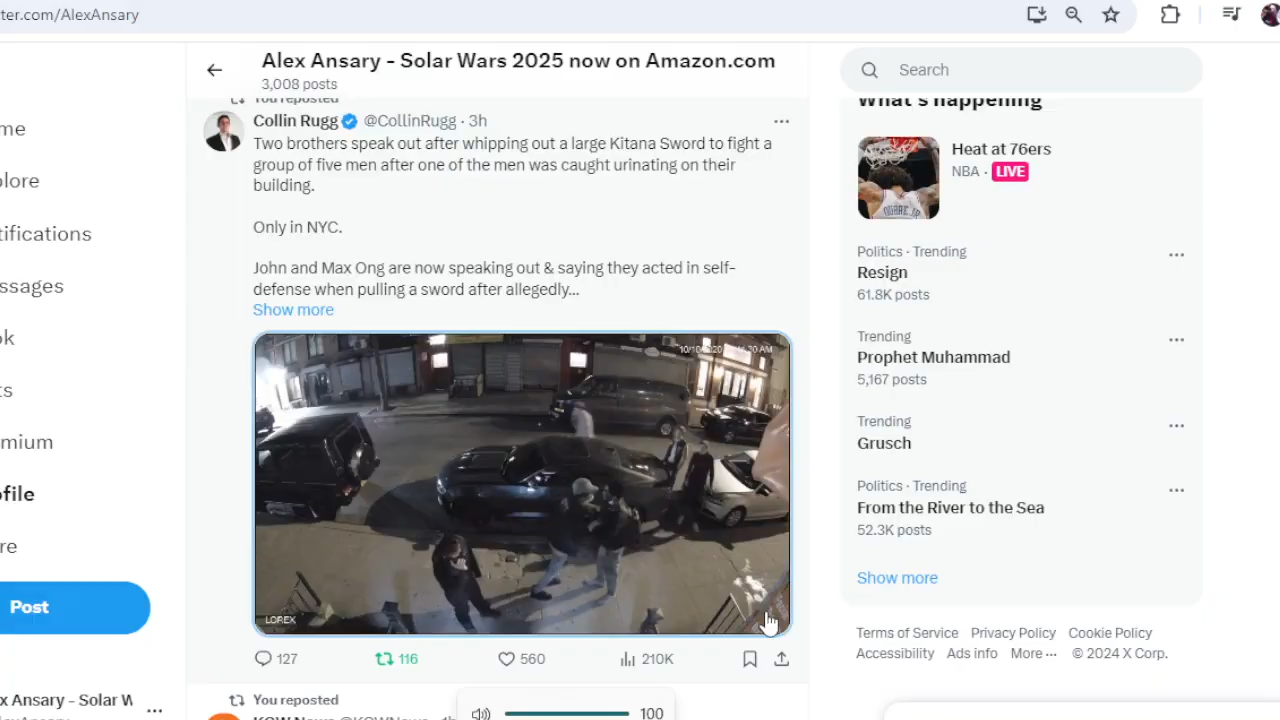 ter.com/AlexAnsary
Alex Ansary - Solar Wars 2025 now on Amazon.com
3,008 posts
You reposted
Collin Rugg @CollinRugg · 3h
Two brothers speak out after whipping out a large Kitana Sword to fight a
group of five men after one of the men was caught urinating on their
building.
Only in NYC.
John and Max Ong are now speaking out & saying they acted in self-
defense when pulling a sword after allegedly...
Show more
LOREX
127
116
560
210K
You reposted
100
me
lore
tifications
ssages
ok
ts
mium
ofile
re
Post
x Ansary - Solar W
Search
What's happening
Heat at 76ers
NBA · LIVE
Politics · Trending
Resign
61.8K posts
Trending
Prophet Muhammad
5,167 posts
Trending
Grusch
Politics · Trending
From the River to the Sea
52.3K posts
Show more
Terms of Service Privacy Policy Cookie Policy
Accessibility Ads info More ··· © 2024 X Corp.